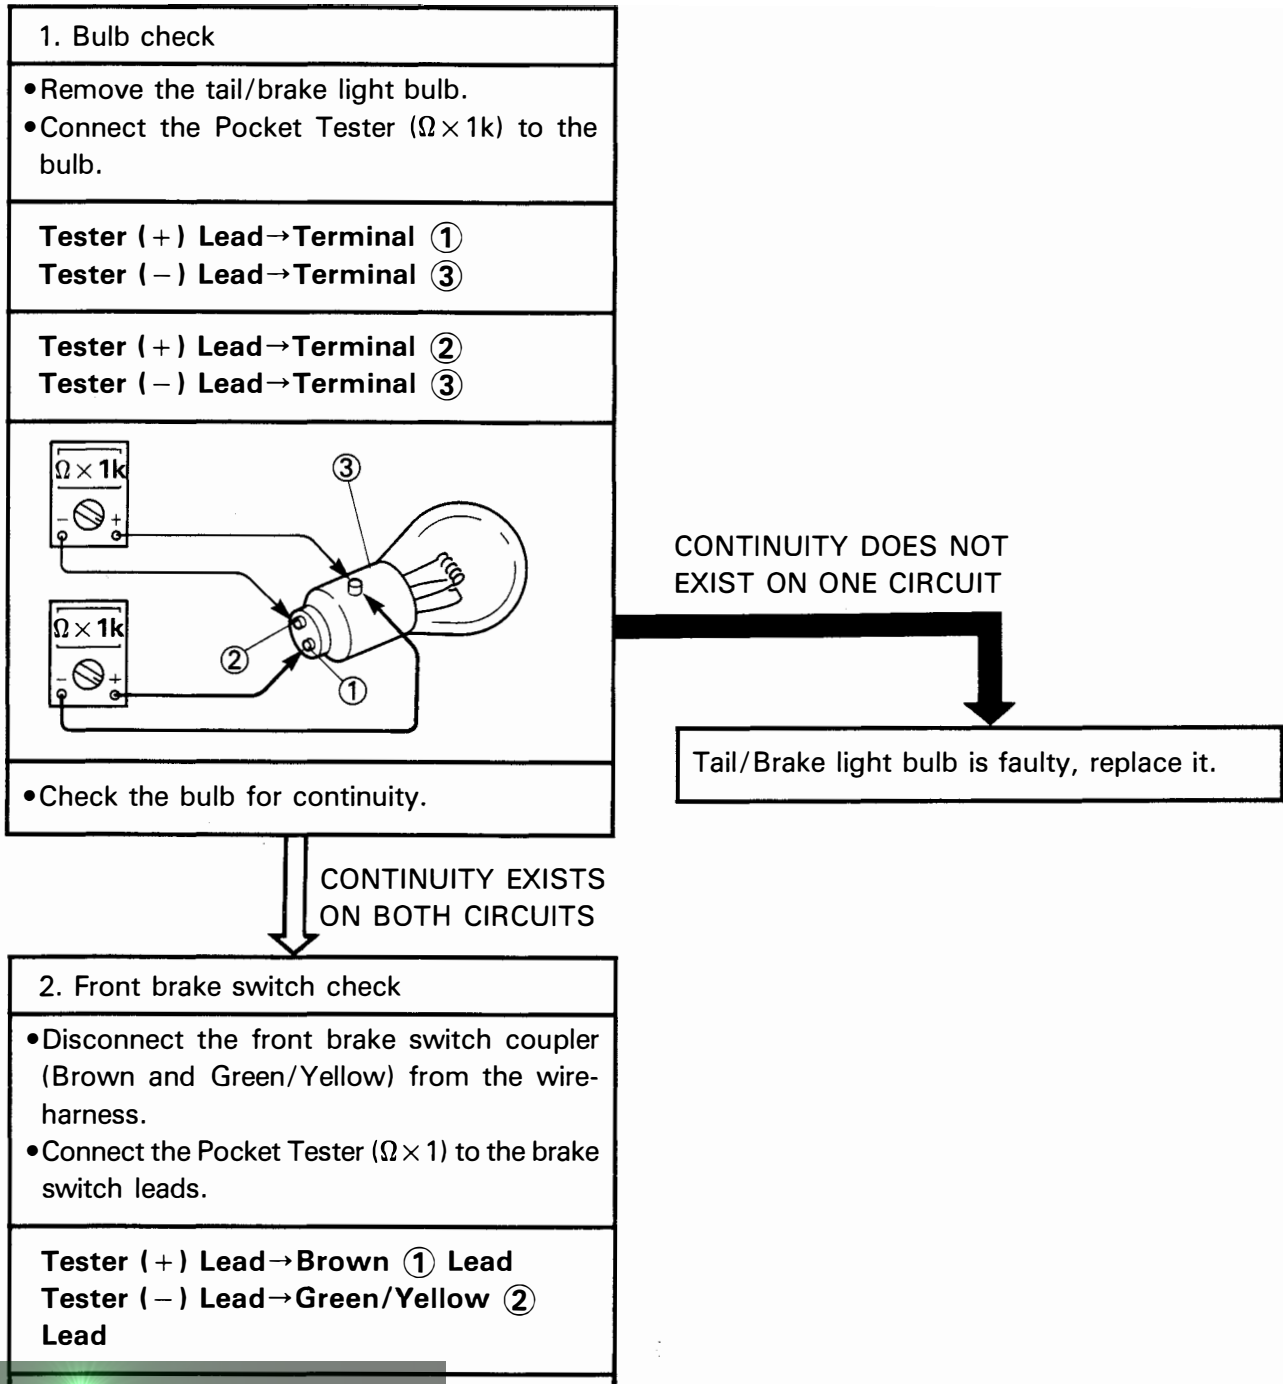 1. Bulb check
•Remove the tail/brake light bulb.
•Connect the Pocket Tester (Ω×1k) to the
bulb.
Tester (+) Lead→Terminal ①
Tester (−) Lead→Terminal ③
Tester (+) Lead→Terminal ②
Tester (−) Lead→Terminal ③
Ω×1k
− +
③
Ω×1k
− +
②
①
•Check the bulb for continuity.
CONTINUITY DOES NOT
EXIST ON ONE CIRCUIT
Tail/Brake light bulb is faulty, replace it.
CONTINUITY EXISTS
ON BOTH CIRCUITS
2. Front brake switch check
•Disconnect the front brake switch coupler
(Brown and Green/Yellow) from the wire-
harness.
•Connect the Pocket Tester (Ω×1) to the brake
switch leads.
Tester (+) Lead→Brown ① Lead
Tester (−) Lead→Green/Yellow ②
Lead